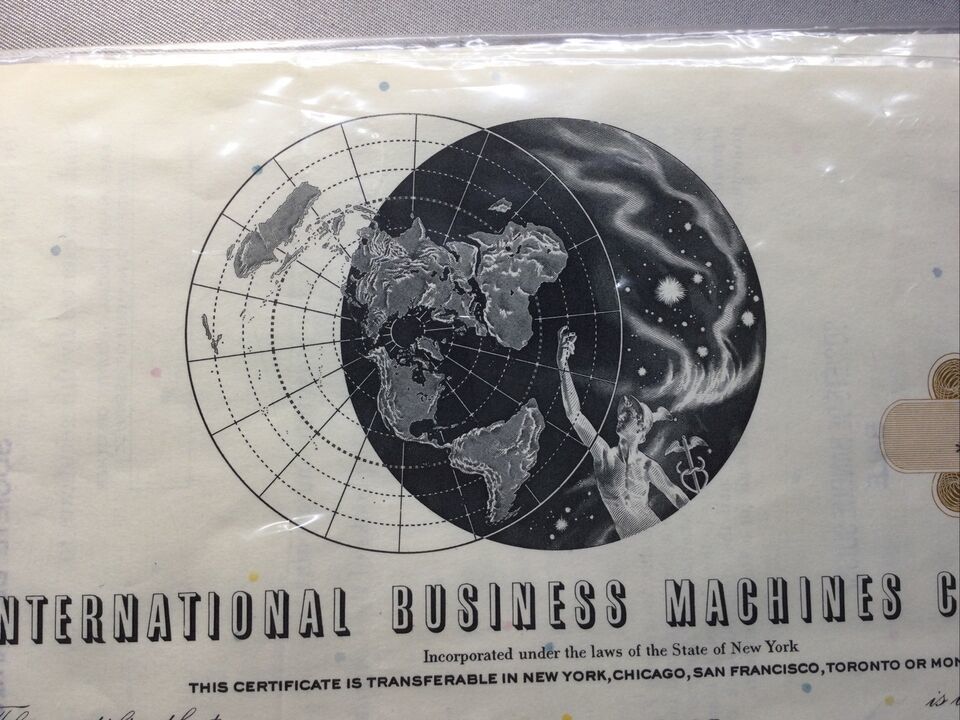 NTERNATIONAL BUSINESS MACHINES C
Incorporated under the laws of the State of New York
THIS CERTIFICATE IS TRANSFERABLE IN NEW YORK, CHICAGO, SAN FRANCISCO, TORONTO OR MON
is